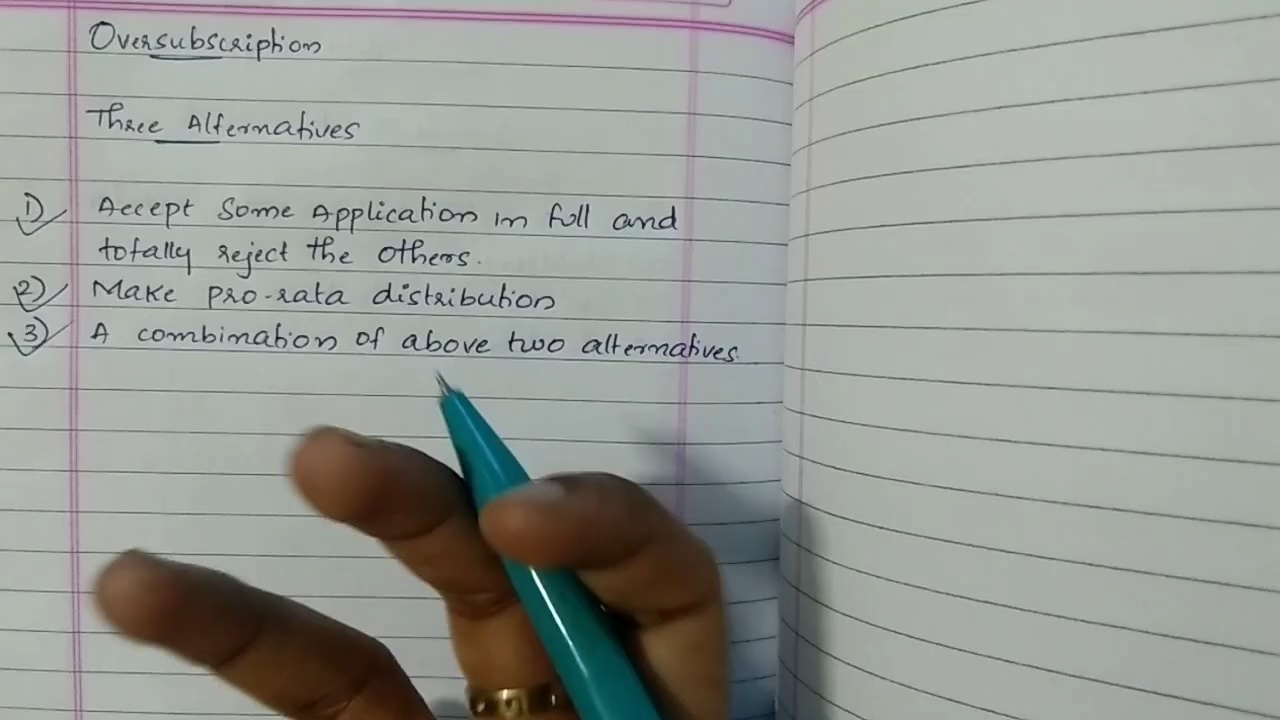 Oversubscription
Three Alternatives
1) Accept Some Application in full and
totally reject the others.
2) Make pro-rata distribution
3) A combination of above two alternatives.